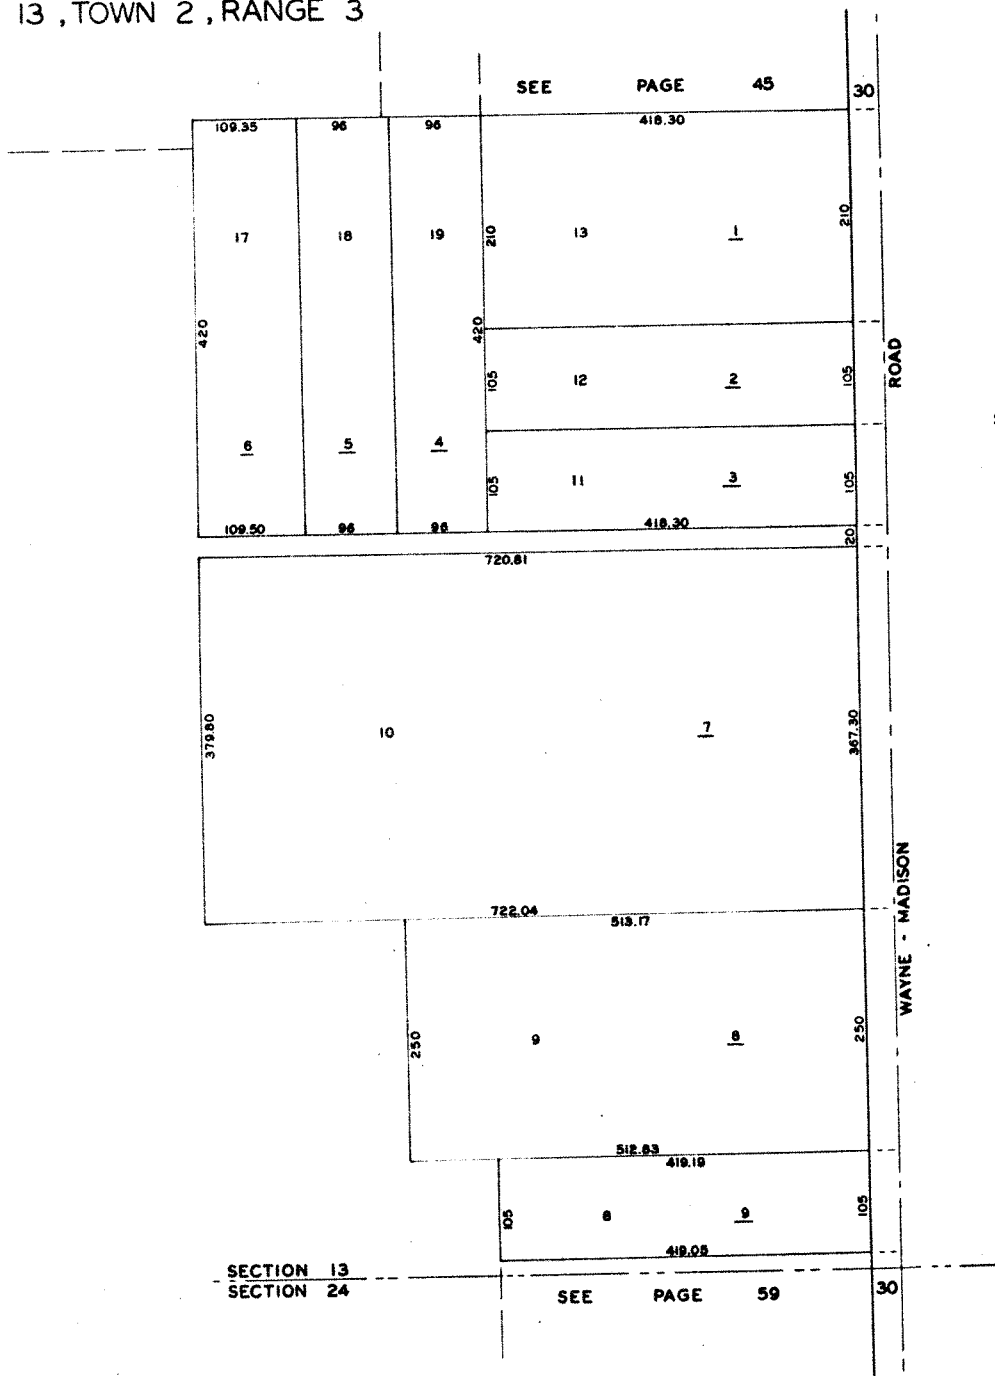 13 , TOWN 2 , RANGE 3
SEE PAGE 45
30
109.35 96 96 418.30
17 18 19 210 13 1 210
420 420
105 12 2 105
ROAD
6 5 4
105 11 3 105
109.50 96 96 418.30
20
720.81
379.80 10 7 367.30
722.04
513.17
WAYNE - MADISON
250 9 8 250
512.83
419.19
105 8 9 105
419.05
SECTION 13
SECTION 24
SEE PAGE 59
30